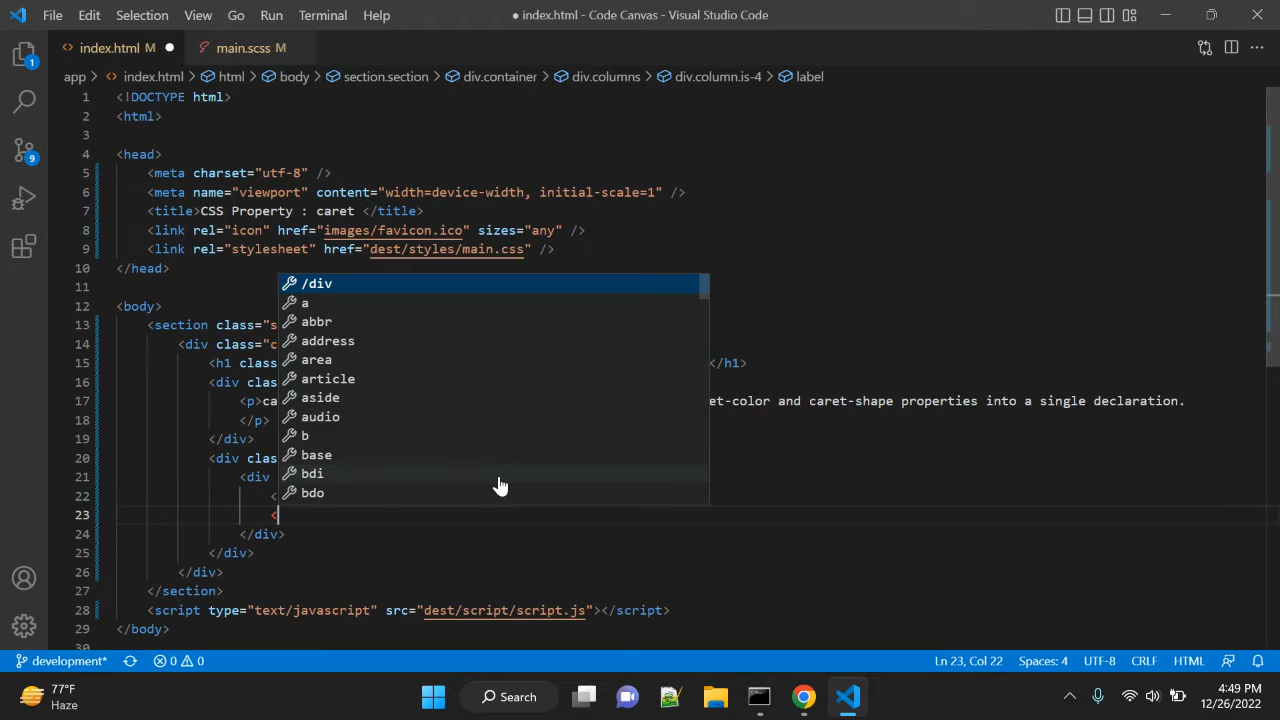 File Edit Selection View Go Run Terminal Help
● index.html - Code Canvas - Visual Studio Code
index.html M ●
main.scss M
app > index.html > html > body > section.section > div.container > div.columns > div.column.is-4 > label
1 <!DOCTYPE html>
2 <html>
3
4 <head>
5 <meta charset="utf-8" />
6 <meta name="viewport" content="width=device-width, initial-scale=1" />
7 <title>CSS Property : caret </title>
8 <link rel="icon" href="images/favicon.ico" sizes="any" />
9 <link rel="stylesheet" href="dest/styles/main.css" />
10 </head>
11
12 <body>
13 <section class="s
14 <div class="c
15 <h1 class </h1>
16 <div clas
17 <p>ca et-color and caret-shape properties into a single declaration.
18 </p>
19 </div>
20 <div clas
21 <div
22 <
23 <
24 </div>
25 </div>
26 </div>
27 </section>
28 <script type="text/javascript" src="dest/script/script.js"></script>
29 </body>
30
/div
a
abbr
address
area
article
aside
audio
b
base
bdi
bdo
1
9
development* 0 0
Ln 23, Col 22 Spaces: 4 UTF-8 CRLF HTML
77°F
Haze
Search
4:49 PM
12/26/2022